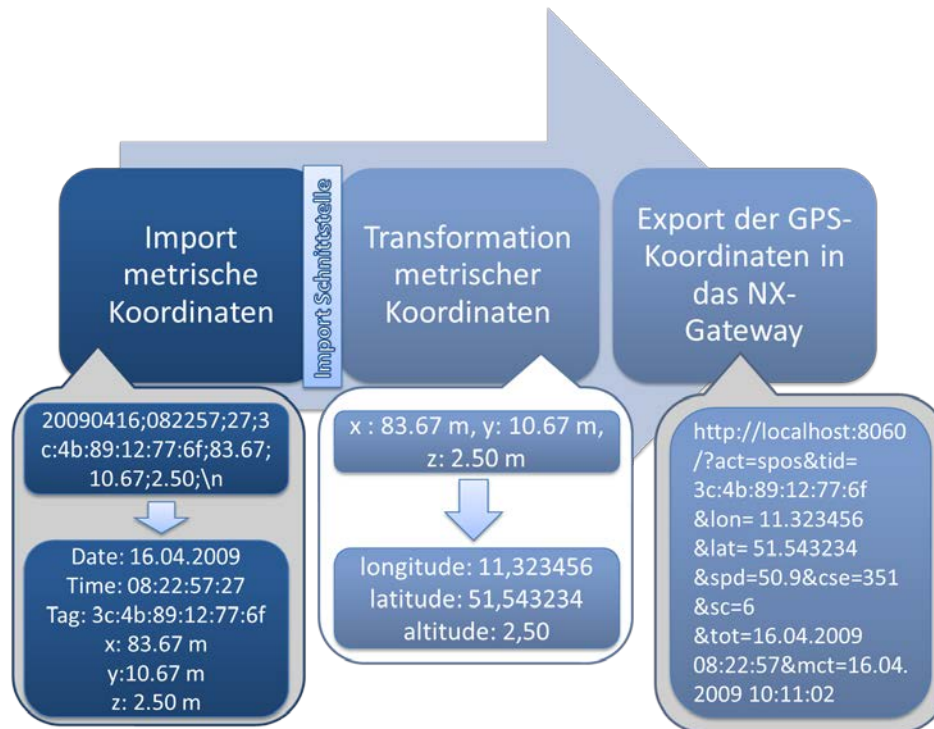 Import
metrische
Koordinaten
Import Schnittstelle
Transformation
metrischer
Koordinaten
Export der GPS-
Koordinaten in
das NX-
Gateway
20090416;082257;27;3
c:4b:89:12:77:6f;83.67;
10.67;2.50;\n
Date: 16.04.2009
Time: 08:22:57:27
Tag: 3c:4b:89:12:77:6f
x: 83.67 m
y:10.67 m
z: 2.50 m
x : 83.67 m, y: 10.67 m,
z: 2.50 m
longitude: 11,323456
latitude: 51,543234
altitude: 2,50
http://localhost:8060
/?act=spos&tid=
3c:4b:89:12:77:6f
&lon= 11.323456
&lat= 51.543234
&spd=50.9&cse=351
&sc=6
&tot=16.04.2009
08:22:57&mct=16.04.
2009 10:11:02